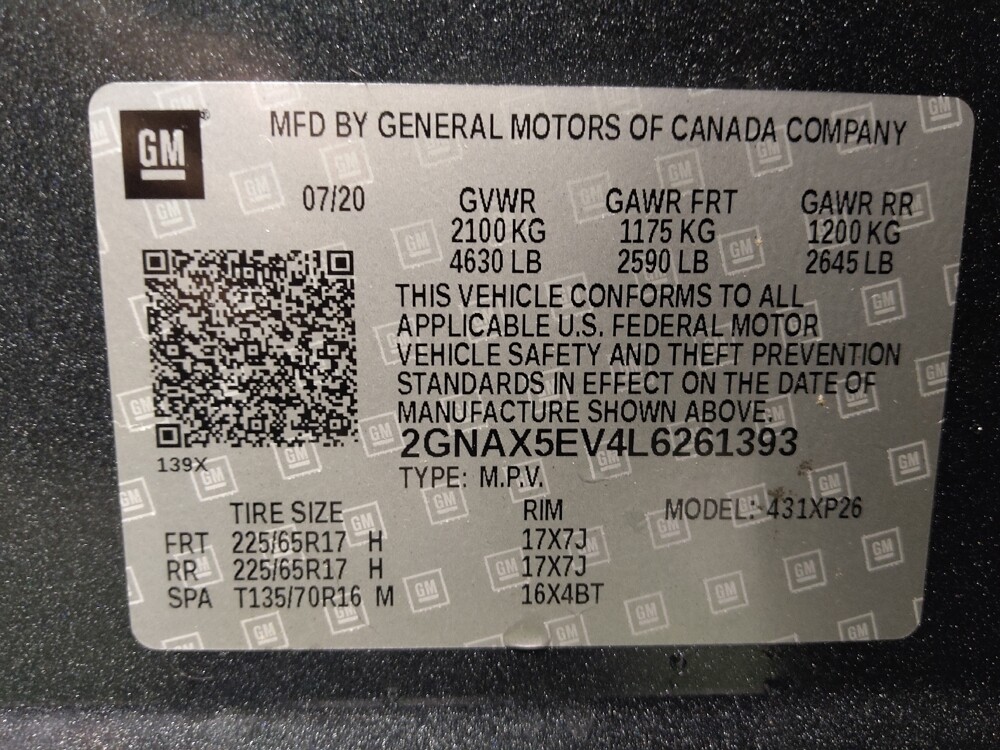 GM
MFD BY GENERAL MOTORS OF CANADA COMPANY
07/20 GVWR GAWR FRT GAWR RR
2100 KG 1175 KG 1200 KG
4630 LB 2590 LB 2645 LB
THIS VEHICLE CONFORMS TO ALL
APPLICABLE U.S. FEDERAL MOTOR
VEHICLE SAFETY AND THEFT PREVENTION
STANDARDS IN EFFECT ON THE DATE OF
MANUFACTURE SHOWN ABOVE.
2GNAX5EV4L6261393
139X
TYPE: M.P.V.
TIRE SIZE RIM MODEL: 431XP26
FRT 225/65R17 H 17X7J
RR 225/65R17 H 17X7J
SPA T135/70R16 M 16X4BT